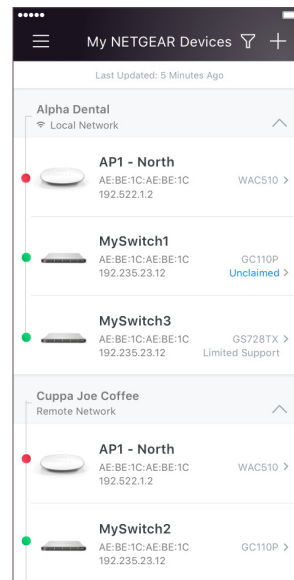 My NETGEAR Devices
Last Updated: 5 Minutes Ago
Alpha Dental
Local Network
AP1 - North
AE:BE:1C:AE:BE:1C
WAC510 >
192.522.1.2
MySwitch1
AE:BE:1C:AE:BE:1C
GC110P
192.235.23.12
Unclaimed >
MySwitch3
AE:BE:1C:AE:BE:1C
GS728TX >
192.235.23.12
Limited Support
Cuppa Joe Coffee
Remote Network
AP1 - North
AE:BE:1C:AE:BE:1C
WAC510 >
192.522.1.2
MySwitch2
AE:BE:1C:AE:BE:1C
GC110P >
192.235.23.12